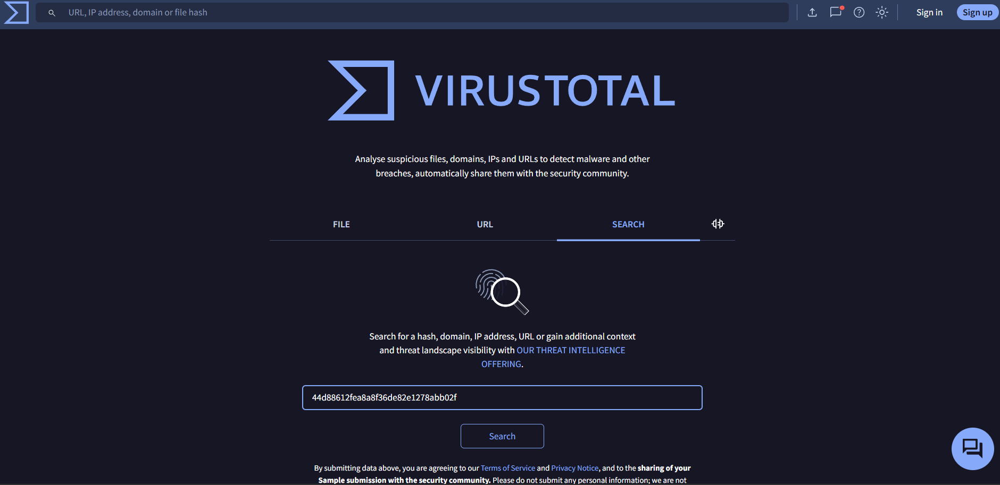 URL, IP address, domain or file hash
Sign in
Sign up
VIRUSTOTAL
Analyse suspicious files, domains, IPs and URLs to detect malware and other
breaches, automatically share them with the security community.
FILE
URL
SEARCH
Search for a hash, domain, IP address, URL or gain additional context
and threat landscape visibility with OUR THREAT INTELLIGENCE
OFFERING.
44d88612fea8a8f36de82e1278abb02f
Search
By submitting data above, you are agreeing to our Terms of Service and Privacy Notice, and to the sharing of your
Sample submission with the security community. Please do not submit any personal information; we are not